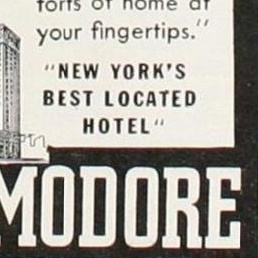 forts of home at
your fingertips."
"NEW YORK'S
BEST LOCATED
HOTEL"
MODORE